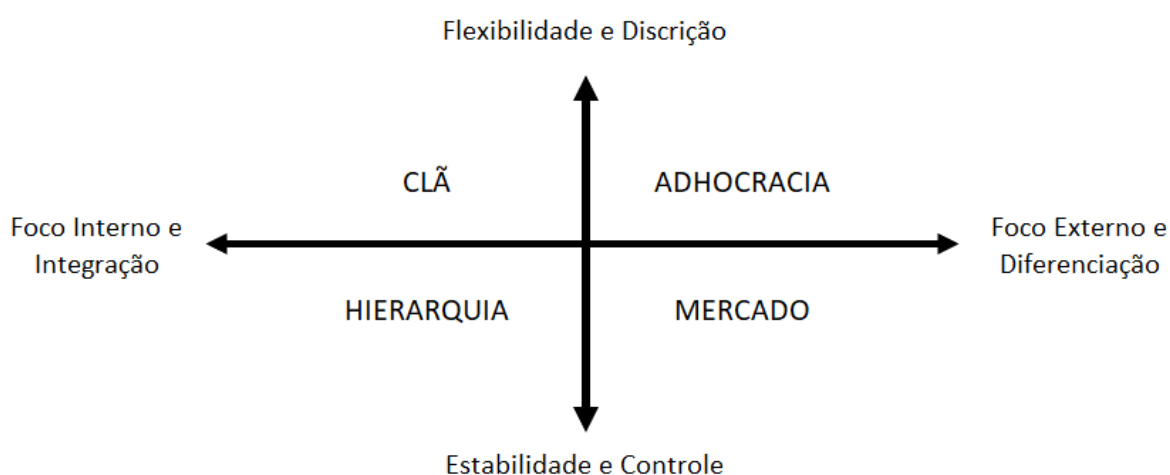 Flexibilidade e Discrição
CLÃ
ADHOCRACIA
Foco Interno e
Integração
Foco Externo e
Diferenciação
HIERARQUIA
MERCADO
Estabilidade e Controle